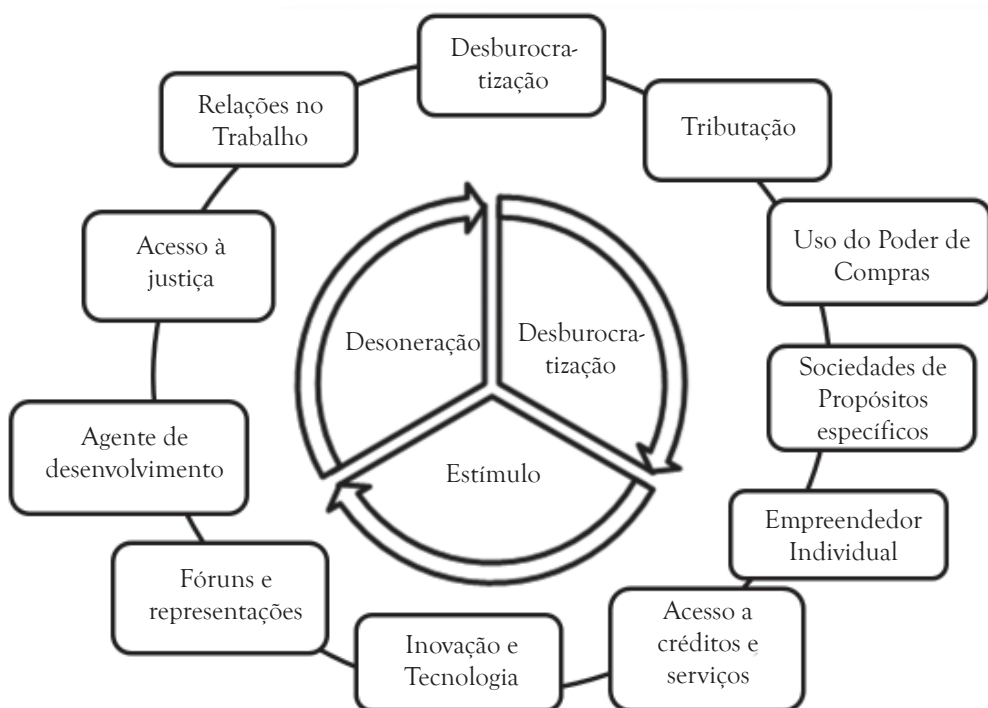 Desburocra-
tização
Tributação
Uso do Poder de
Compras
Sociedades de
Propósitos
específicos
Empreendedor
Individual
Acesso a
créditos e
serviços
Inovação e
Tecnologia
Fóruns e
representações
Agente de
desenvolvimento
Acesso à
justiça
Relações no
Trabalho
Desoneração
Desburocra-
tização
Estímulo